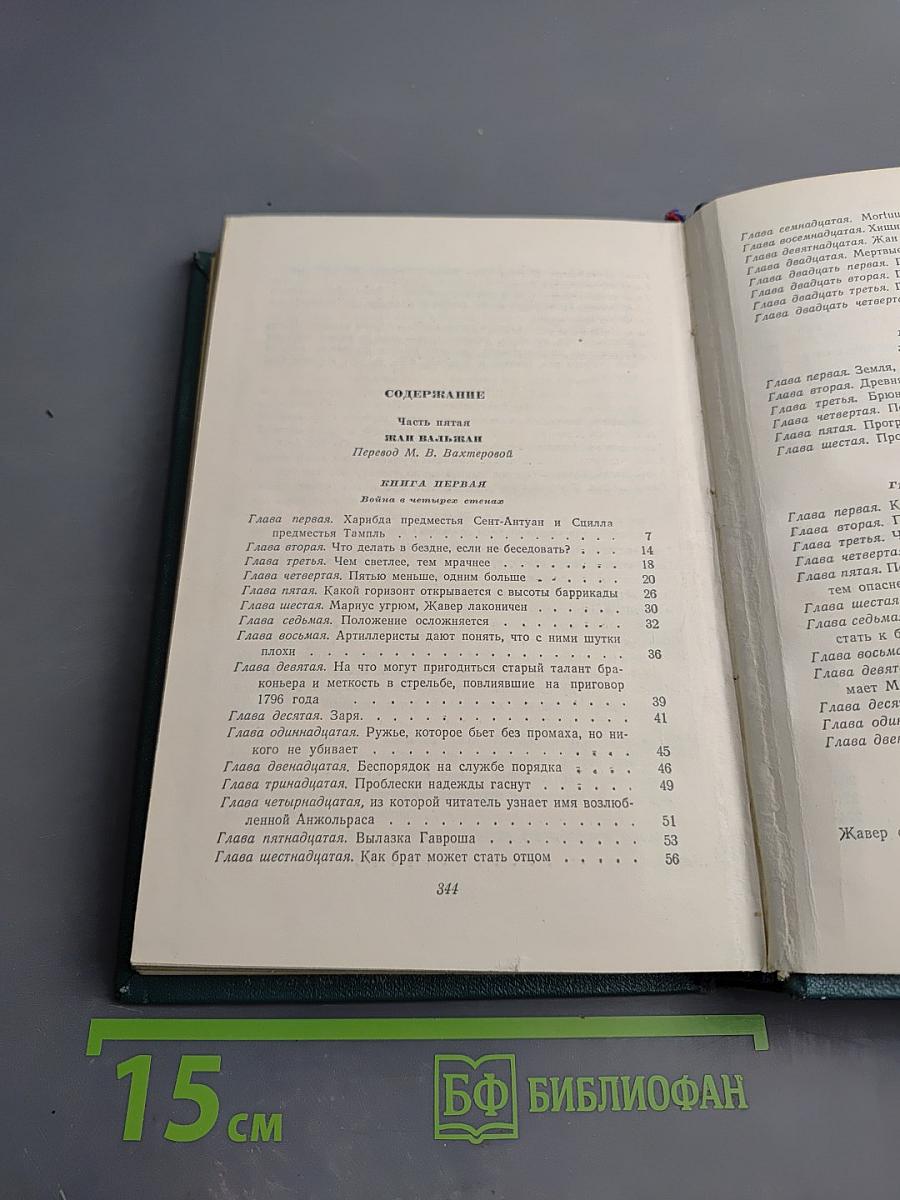 СОДЕРЖАНИЕ
Часть пятая
ЖАН ВАЛЬЖАН
Перевод М. В. Вахтеровой
КНИГА ПЕРВАЯ
Война в четырех стенах
Глава первая. Харибда предместья Сент-Антуан и Сцилла
предместья Тампль . . . . . . . . . . . . . . 7
Глава вторая. Что делать в бездне, если не беседовать? . . . 14
Глава третья. Чем светлее, тем мрачнее . . . . . . . . 18
Глава четвертая. Пятью меньше, одним больше . . . . . . 20
Глава пятая. Какой горизонт открывается с высоты баррикады 26
Глава шестая. Мариус угрюм, Жавер лаконичен . . . . . . 30
Глава седьмая. Положение осложняется . . . . . . . . 32
Глава восьмая. Артиллеристы дают понять, что с ними шутки
плохи . . . . . . . . . . . . . . . . . . . 36
Глава девятая. На что могут пригодиться старый талант бра-
коньера и меткость в стрельбе, повлиявшие на приговор
1796 года . . . . . . . . . . . . . . . . . 39
Глава десятая. Заря. . . . . . . . . . . . . . . . 41
Глава одиннадцатая. Ружье, которое бьет без промаха, но ни-
кого не убивает . . . . . . . . . . . . . . . 45
Глава двенадцатая. Беспорядок на службе порядка . . . . 46
Глава тринадцатая. Проблески надежды гаснут . . . . . . 49
Глава четырнадцатая, из которой читатель узнает имя возлюб-
ленной Анжольраса . . . . . . . . . . . . . . 51
Глава пятнадцатая. Вылазка Гавроша . . . . . . . . . 53
Глава шестнадцатая. Как брат может стать отцом . . . . . 56
344
Глава семнадцатая.
Глава восемнадцатая.
Глава девятнадцатая. Жан
Глава двадцатая. Мертвые
Глава двадцать первая.
Глава двадцать вторая.
Глава двадцать третья.
Глава двадцать
Глава первая. Земля,
Глава вторая.
Глава третья.
Глава четвертая.
Глава пятая.
Глава шестая.
Глава первая.
Глава вторая.
Глава третья.
Глава
Глава пятая.
тем
Глава шестая
Глава
стать к
Глава
Глава
мает
Глава
Глава
Глава
Жавер
15 см
БФ БИБЛИОФАН